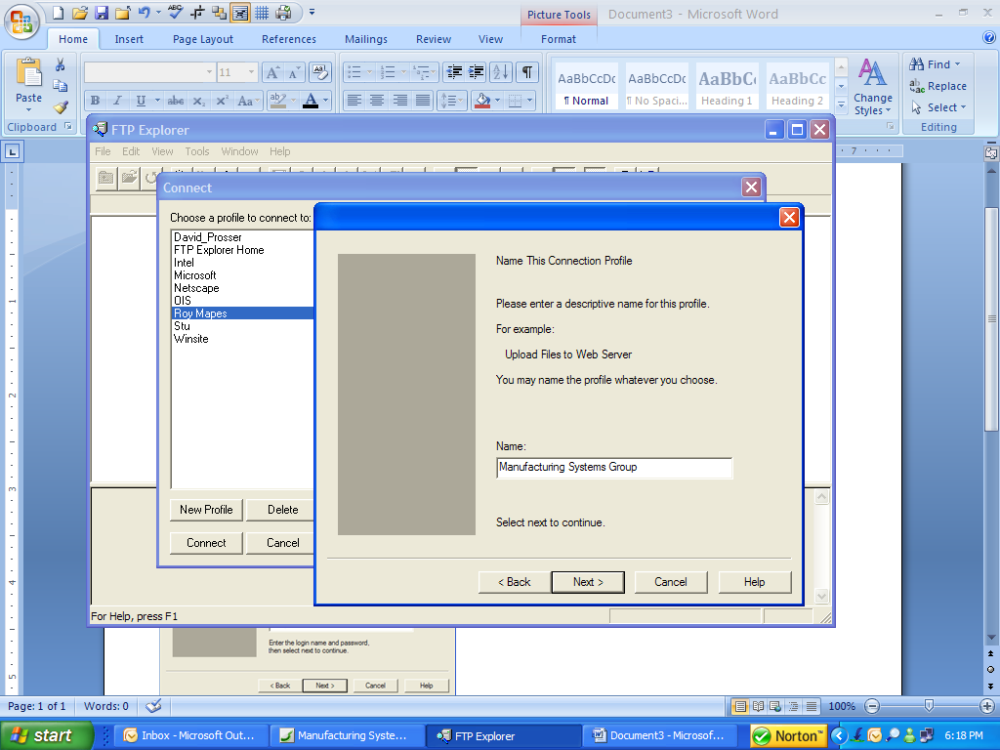 Picture Tools
Document3 - Microsoft Word
Home Insert Page Layout References Mailings Review View Format
Paste
Clipboard
11
AaBbCcDc AaBbCcDc AaBbC AaBbCc
¶ Normal ¶ No Spaci... Heading 1 Heading 2
Change
Styles
Find
Replace
Select
Editing
FTP Explorer
File Edit View Tools Window Help
Connect
Choose a profile to connect to:
David_Prosser
FTP Explorer Home
Intel
Microsoft
Netscape
OIS
Roy Mapes
Stu
Winsite
New Profile Delete
Connect Cancel
Name This Connection Profile
Please enter a descriptive name for this profile.
For example:
Upload Files to Web Server
You may name the profile whatever you choose.
Name:
Manufacturing Systems Group
Select next to continue.
< Back Next > Cancel Help
For Help, press F1
Enter the login name and password,
then select next to continue.
< Back Next > Cancel Help
Page: 1 of 1 Words: 0 100%
start Inbox - Microsoft Out... Manufacturing Syste... FTP Explorer Document3 - Microsof... Norton™ 6:18 PM